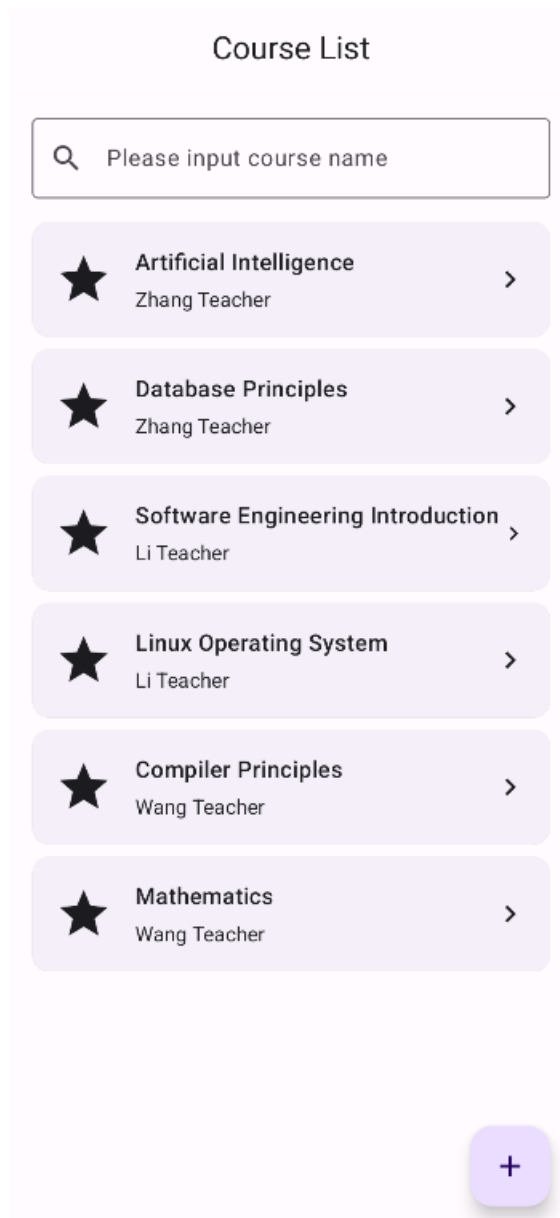 Course List
Please input course name
Artificial Intelligence
Zhang Teacher
Database Principles
Zhang Teacher
Software Engineering Introduction
Li Teacher
Linux Operating System
Li Teacher
Compiler Principles
Wang Teacher
Mathematics
Wang Teacher
+